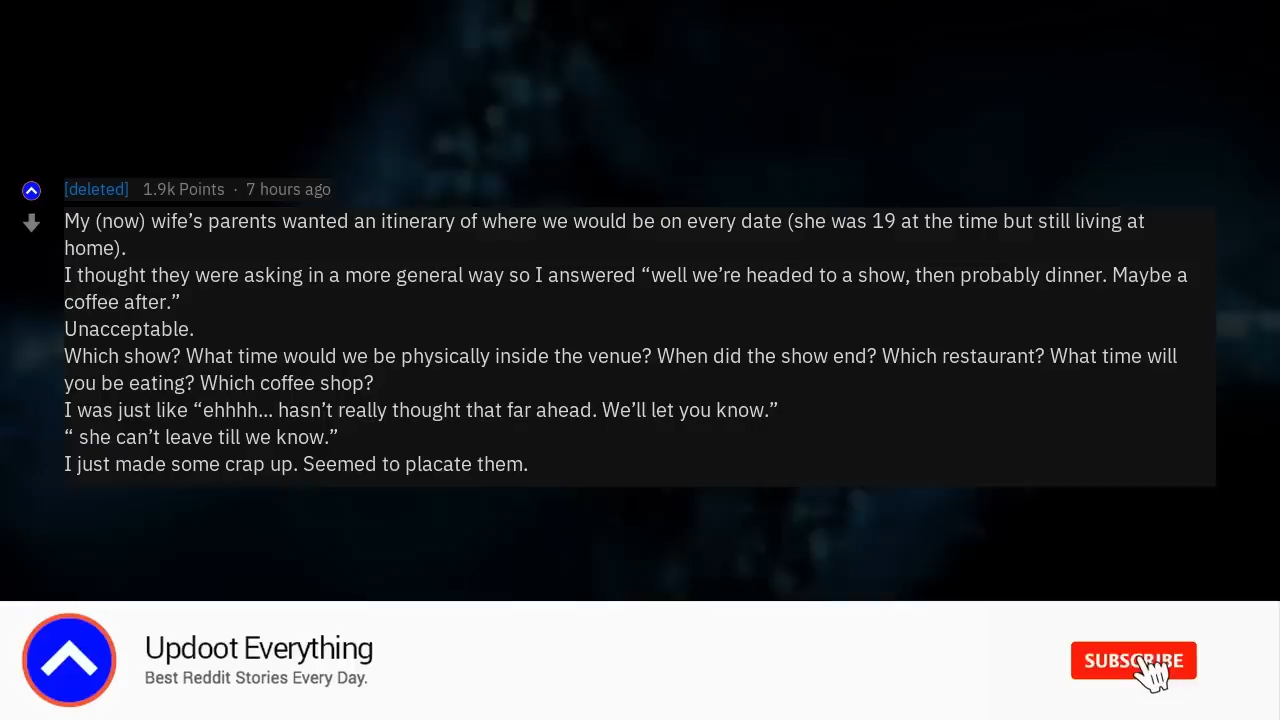 [deleted] 1.9k Points · 7 hours ago
My (now) wife’s parents wanted an itinerary of where we would be on every date (she was 19 at the time but still living at
home).
I thought they were asking in a more general way so I answered “well we’re headed to a show, then probably dinner. Maybe a
coffee after.”
Unacceptable.
Which show? What time would we be physically inside the venue? When did the show end? Which restaurant? What time will
you be eating? Which coffee shop?
I was just like “ehhhh... hasn’t really thought that far ahead. We’ll let you know.”
“ she can’t leave till we know.”
I just made some crap up. Seemed to placate them.
Updoot Everything
Best Reddit Stories Every Day.
SUBSCRIBE